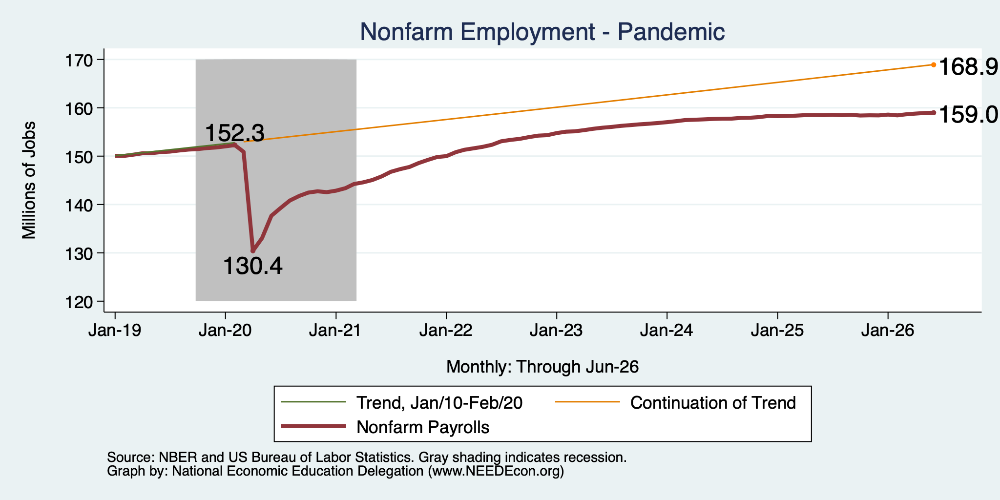 Nonfarm Employment - Pandemic
Millions of Jobs
170
160
150
140
130
120
168.9
159.0
152.3
130.4
Jan-19 Jan-20 Jan-21 Jan-22 Jan-23 Jan-24 Jan-25 Jan-26
Monthly: Through Jun-26
Trend, Jan/10-Feb/20 Continuation of Trend
Nonfarm Payrolls
Source: NBER and US Bureau of Labor Statistics. Gray shading indicates recession.
Graph by: National Economic Education Delegation (www.NEEDEcon.org)